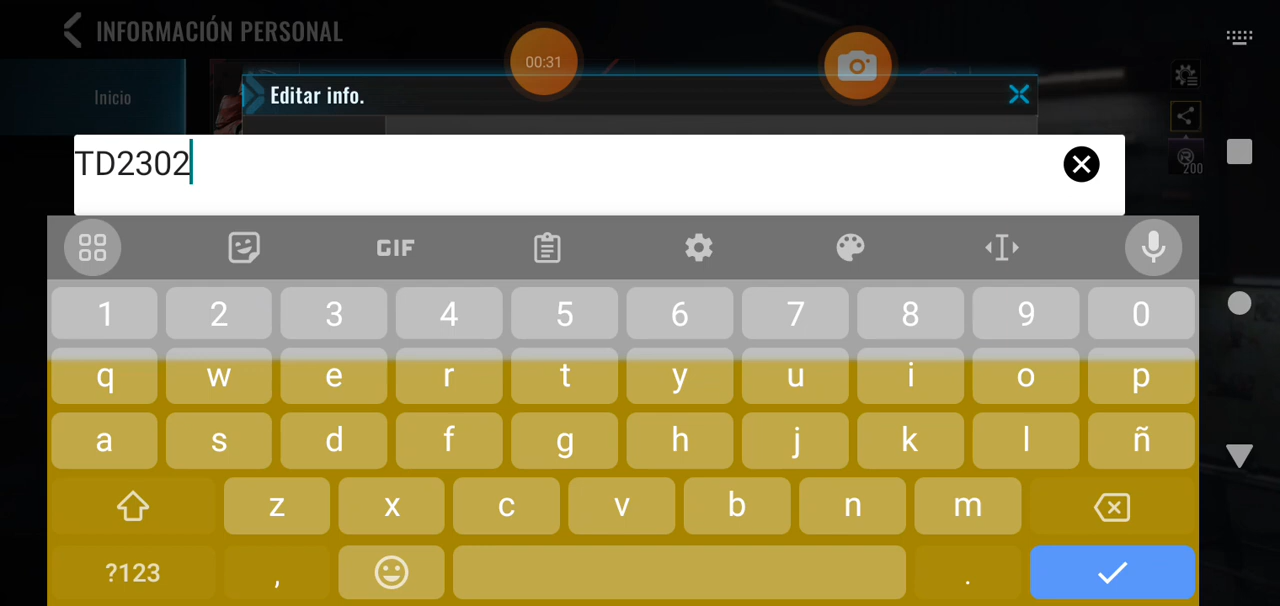 INFORMACIÓN PERSONAL
00:31
Inicio
Editar info.
TD2302
200
GIF
1 2 3 4 5 6 7 8 9 0
q w e r t y u i o p
a s d f g h j k l ñ
z x c v b n m
?123 , .